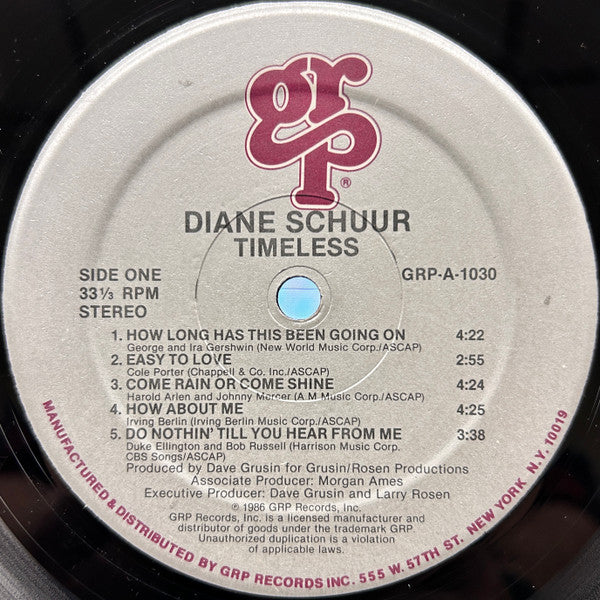 grp
®
DIANE SCHUUR
TIMELESS
SIDE ONE
33⅓ RPM
STEREO
GRP-A-1030
1. HOW LONG HAS THIS BEEN GOING ON 4:22
George and Ira Gershwin (New World Music Corp./ASCAP)
2. EASY TO LOVE 2:55
Cole Porter (Chappell & Co. Inc./ASCAP)
3. COME RAIN OR COME SHINE 4:24
Harold Arlen and Johnny Mercer (A.M Music Corp./ASCAP)
4. HOW ABOUT ME 4:25
Irving Berlin (Irving Berlin Music Corp./ASCAP)
5. DO NOTHIN' TILL YOU HEAR FROM ME 3:38
Duke Ellington and Bob Russell (Harrison Music Corp.
CBS Songs/ASCAP)
Produced by Dave Grusin for Grusin/Rosen Productions
Associate Producer: Morgan Ames
Executive Producer: Dave Grusin and Larry Rosen
℗ 1986 GRP Records, Inc.
GRP Records, Inc. is a licensed manufacturer and
distributor of goods under the tradmark GRP.
Unauthorized duplication is a violation
of applicable laws.
MANUFACTURED & DISTRIBUTED BY GRP RECORDS INC. 555 W. 57TH ST. NEW YORK N.Y. 10019